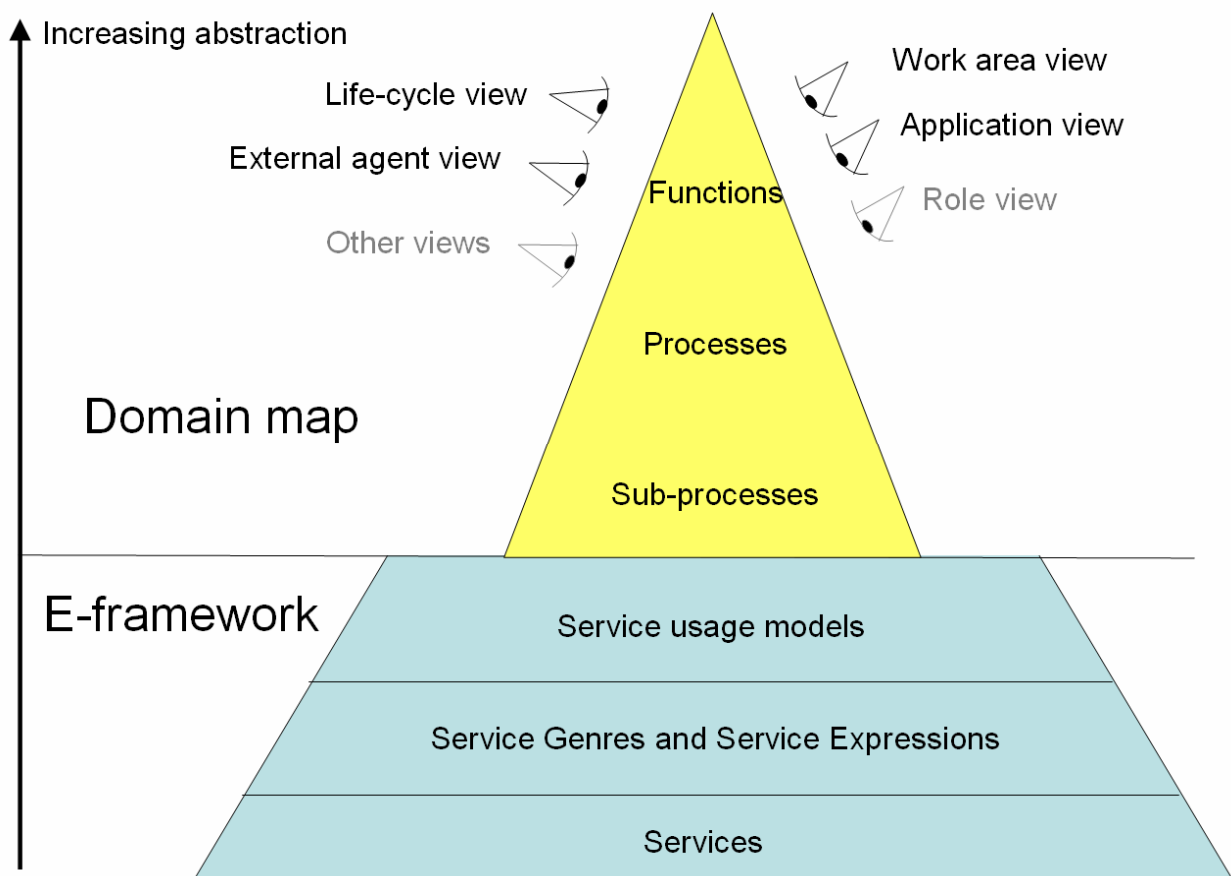 Increasing abstraction
Work area view
Life-cycle view
Application view
External agent view
Functions
Role view
Other views
Processes
Domain map
Sub-processes
E-framework
Service usage models
Service Genres and Service Expressions
Services